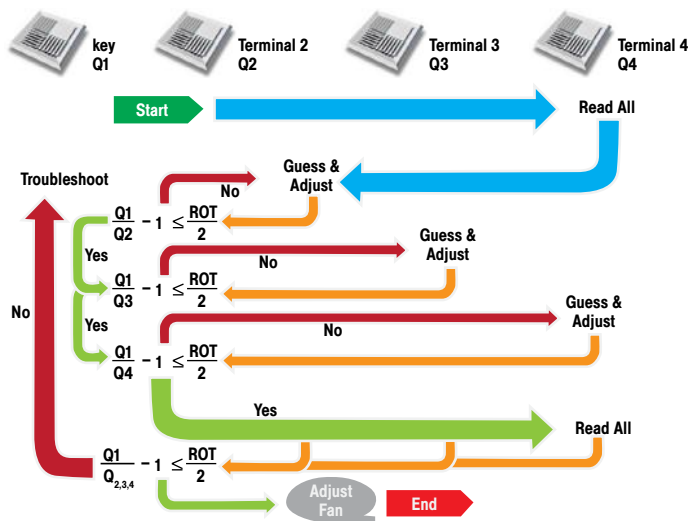 key
Q1
Terminal 2
Q2
Terminal 3
Q3
Terminal 4
Q4
Start
Read All
Troubleshoot
Guess &
Adjust
No
Q1/Q2 − 1 ≤ ROT/2
Yes
Guess &
Adjust
No
Q1/Q3 − 1 ≤ ROT/2
No
Yes
Guess &
Adjust
No
Q1/Q4 − 1 ≤ ROT/2
Yes
Read All
Q1/Q2,3,4 − 1 ≤ ROT/2
Adjust
Fan
End